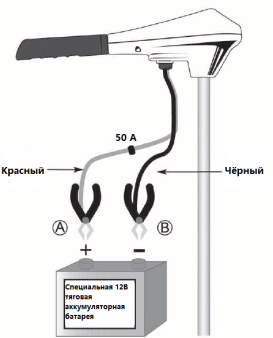 50 А
Красный
Чёрный
A
B
+
−
Специальная 12В
тяговая
аккумуляторная
батарея